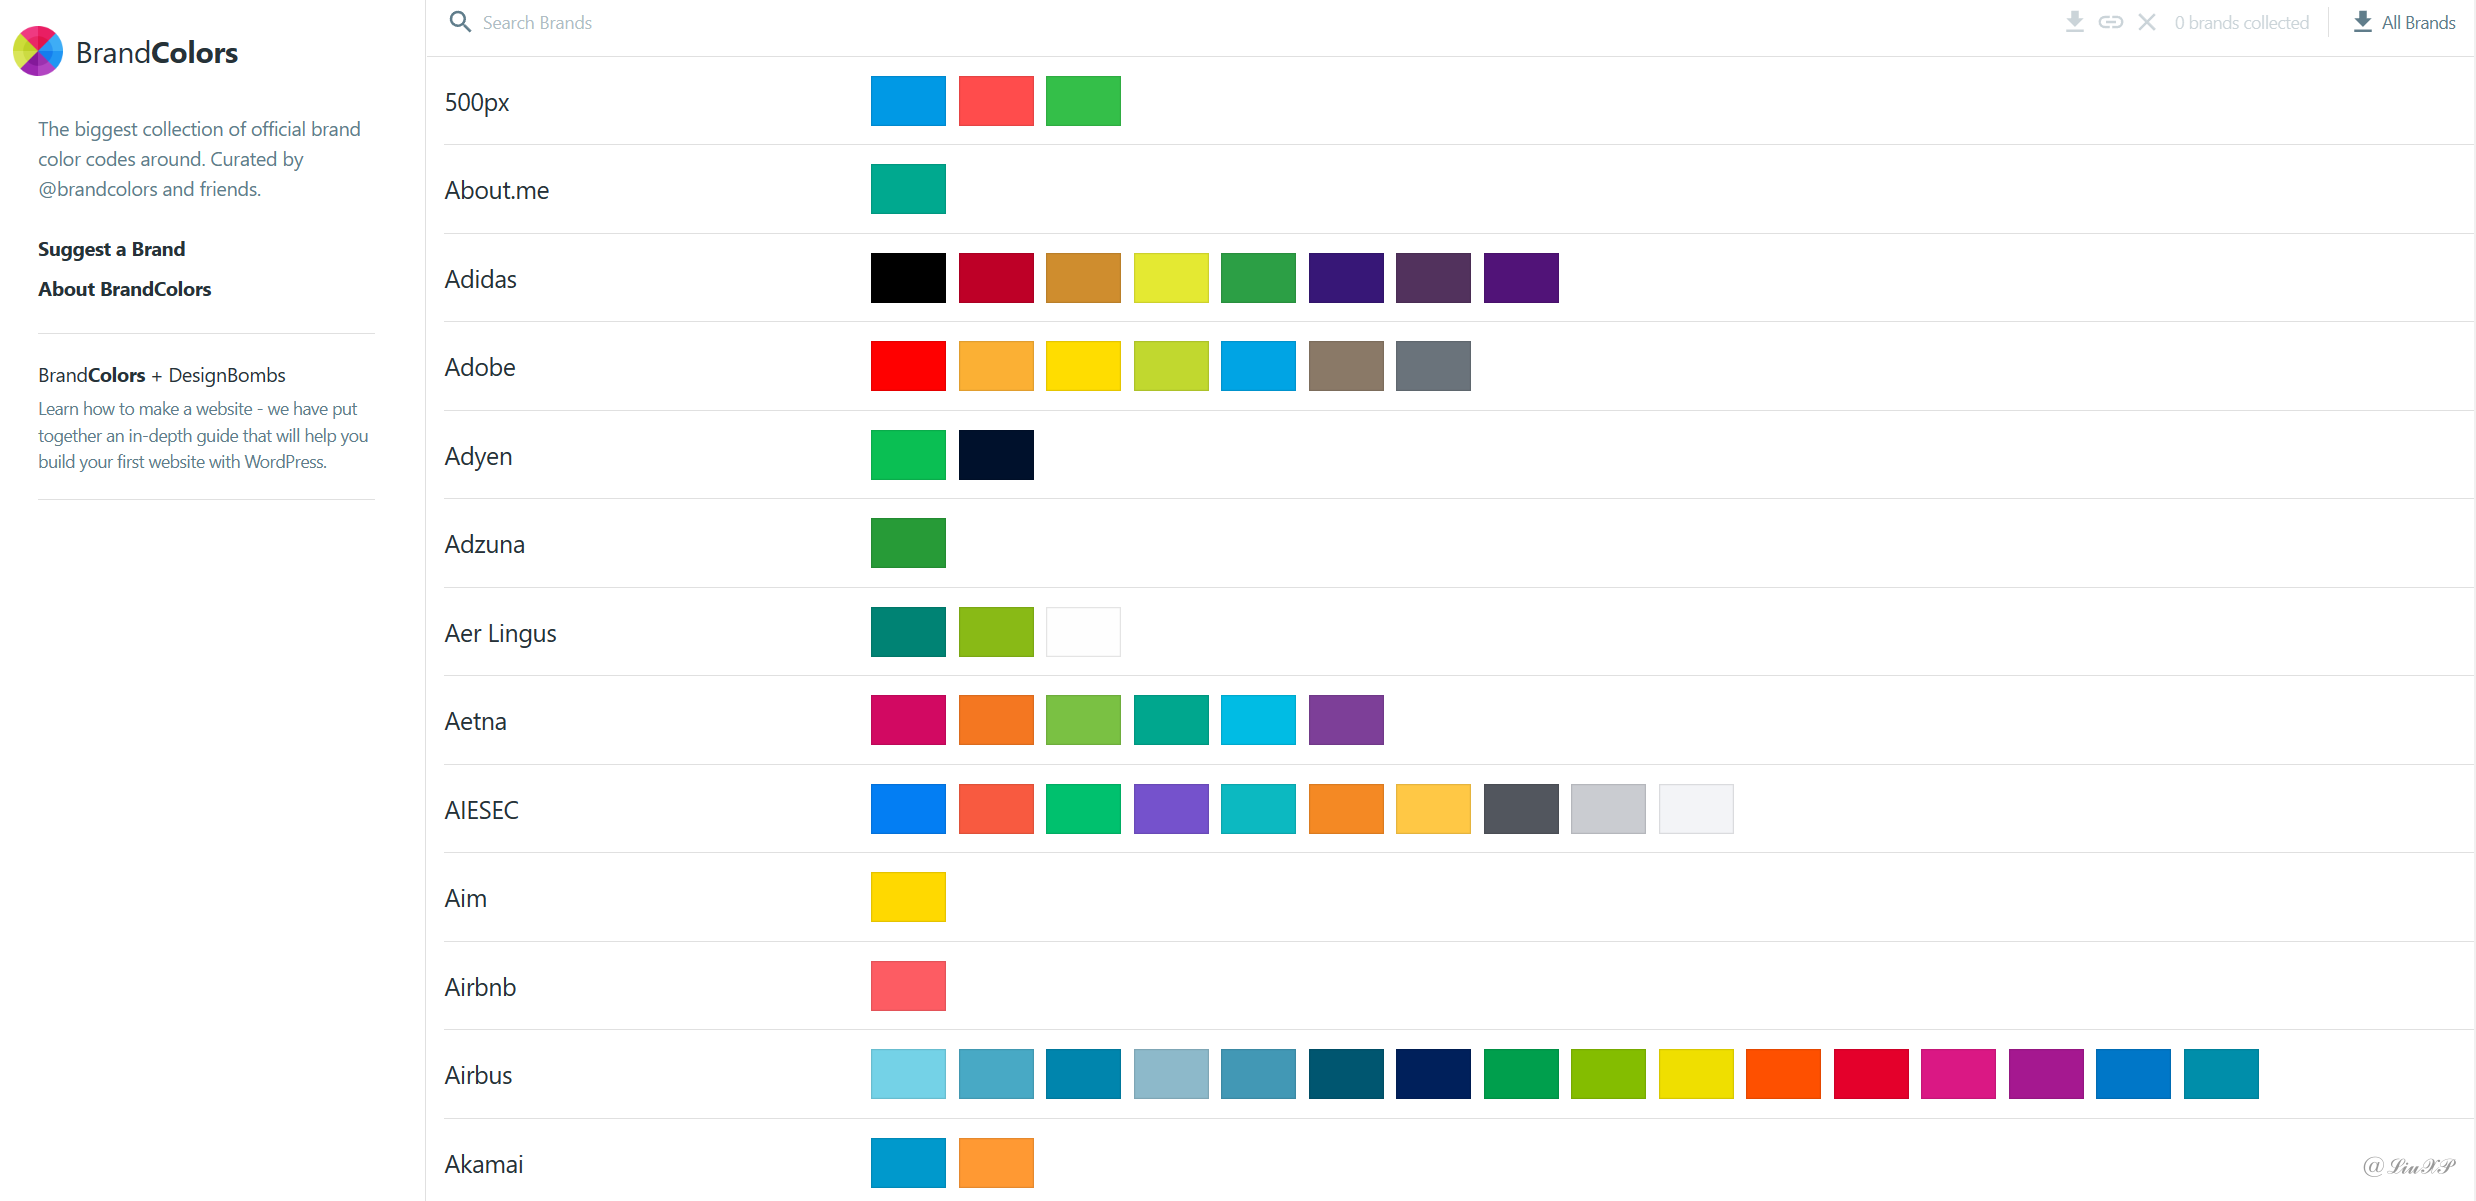 BrandColors
The biggest collection of official brand
color codes around. Curated by
@brandcolors and friends.
Suggest a Brand
About BrandColors
BrandColors + DesignBombs
Learn how to make a website - we have put
together an in-depth guide that will help you
build your first website with WordPress.
Search Brands
0 brands collected
All Brands
500px
About.me
Adidas
Adobe
Adyen
Adzuna
Aer Lingus
Aetna
AIESEC
Aim
Airbnb
Airbus
Akamai
@LiuXP